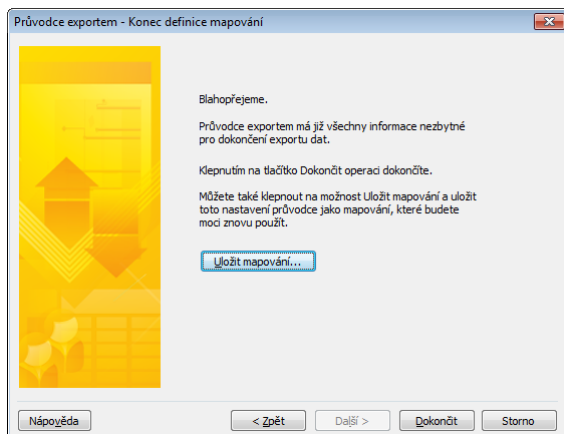 Průvodce exportem - Konec definice mapování
Blahopřejeme.
Průvodce exportem má již všechny informace nezbytné
pro dokončení exportu dat.
Klepnutím na tlačítko Dokončit operaci dokončíte.
Můžete také klepnout na možnost Uložit mapování a uložit
toto nastavení průvodce jako mapování, které budete
moci znovu použít.
Uložit mapování...
Nápověda
< Zpět
Další >
Dokončit
Storno